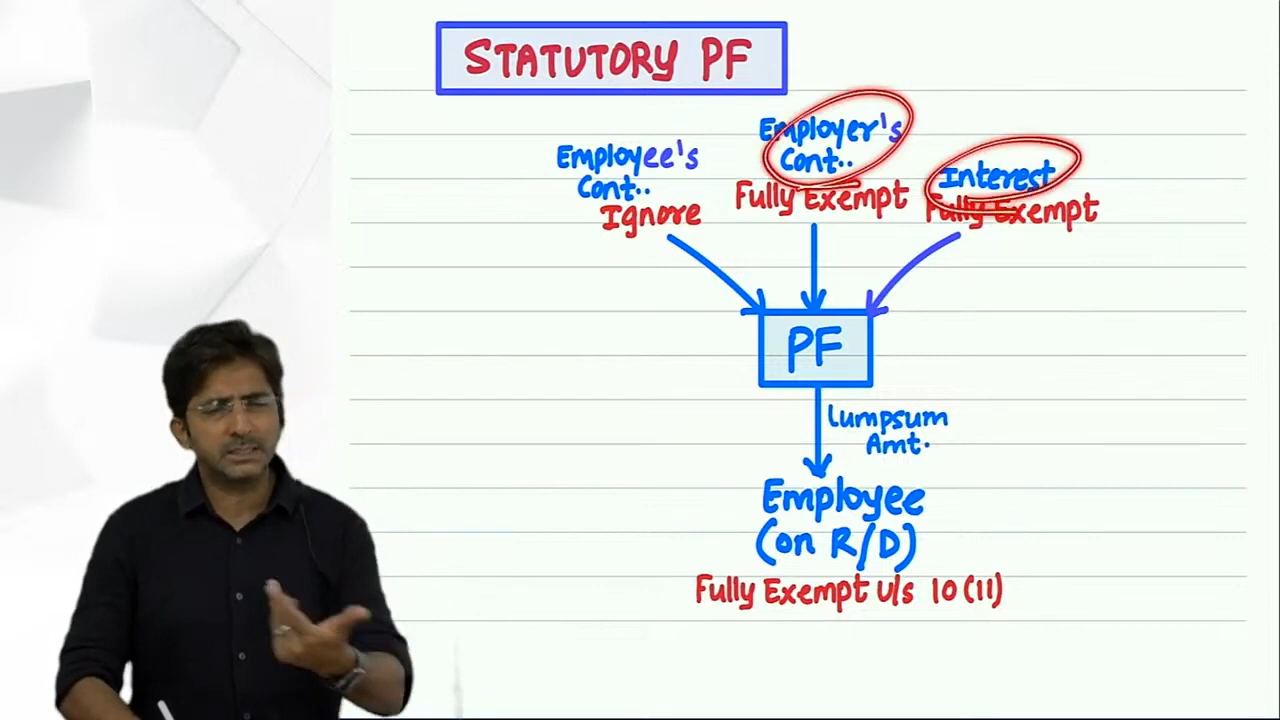 STATUTORY PF
Employee's
Cont..
Ignore
Employer's
Cont..
Fully Exempt
Interest
Fully Exempt
PF
Lumpsum
Amt.
Employee
(on R/D)
Fully Exempt u/s 10(11)